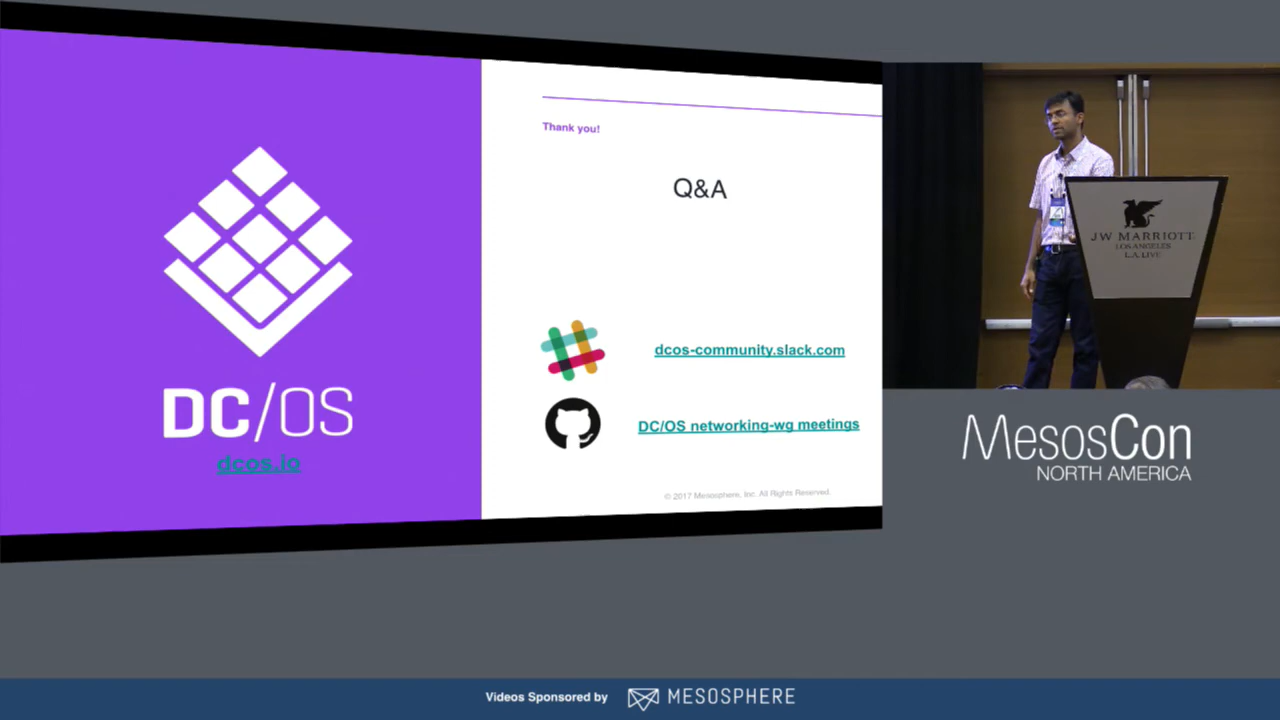 DC/OS
dcos.io
Thank you!
Q&A
dcos-community.slack.com
DC/OS networking-wg meetings
© 2017 Mesosphere, Inc. All Rights Reserved.
JW MARRIOTT
LOS ANGELES
L.A. LIVE
MesosCon
NORTH AMERICA
Videos Sponsored by MESOSPHERE